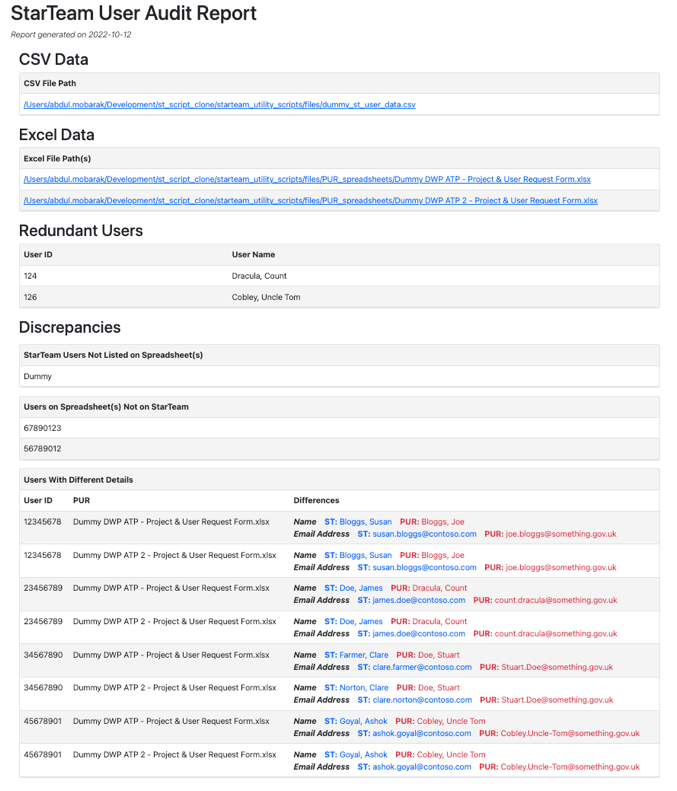 StarTeam User Audit Report
Report generated on 2022-10-12
CSV Data
CSV File Path
/Users/abdul.mobarak/Development/st_script_clone/starteam_utility_scripts/files/dummy_st_user_data.csv
Excel Data
Excel File Path(s)
/Users/abdul.mobarak/Development/st_script_clone/starteam_utility_scripts/files/PUR_spreadsheets/Dummy DWP ATP - Project & User Request Form.xlsx
/Users/abdul.mobarak/Development/st_script_clone/starteam_utility_scripts/files/PUR_spreadsheets/Dummy DWP ATP 2 - Project & User Request Form.xlsx
Redundant Users
User ID User Name
124 Dracula, Count
126 Cobley, Uncle Tom
Discrepancies
StarTeam Users Not Listed on Spreadsheet(s)
Dummy
Users on Spreadsheet(s) Not on StarTeam
67890123
56789012
Users With Different Details
User ID PUR Differences
12345678 Dummy DWP ATP - Project & User Request Form.xlsx Name ST: Bloggs, Susan PUR: Bloggs, Joe
Email Address ST: susan.bloggs@contoso.com PUR: joe.bloggs@something.gov.uk
12345678 Dummy DWP ATP 2 - Project & User Request Form.xlsx Name ST: Bloggs, Susan PUR: Bloggs, Joe
Email Address ST: susan.bloggs@contoso.com PUR: joe.bloggs@something.gov.uk
23456789 Dummy DWP ATP - Project & User Request Form.xlsx Name ST: Doe, James PUR: Dracula, Count
Email Address ST: james.doe@contoso.com PUR: count.dracula@something.gov.uk
23456789 Dummy DWP ATP 2 - Project & User Request Form.xlsx Name ST: Doe, James PUR: Dracula, Count
Email Address ST: james.doe@contoso.com PUR: count.dracula@something.gov.uk
34567890 Dummy DWP ATP - Project & User Request Form.xlsx Name ST: Farmer, Clare PUR: Doe, Stuart
Email Address ST: clare.farmer@contoso.com PUR: Stuart.Doe@something.gov.uk
34567890 Dummy DWP ATP 2 - Project & User Request Form.xlsx Name ST: Norton, Clare PUR: Doe, Stuart
Email Address ST: clare.norton@contoso.com PUR: Stuart.Doe@something.gov.uk
45678901 Dummy DWP ATP - Project & User Request Form.xlsx Name ST: Goyal, Ashok PUR: Cobley, Uncle Tom
Email Address ST: ashok.goyal@contoso.com PUR: Cobley.Uncle-Tom@something.gov.uk
45678901 Dummy DWP ATP 2 - Project & User Request Form.xlsx Name ST: Goyal, Ashok PUR: Cobley, Uncle Tom
Email Address ST: ashok.goyal@contoso.com PUR: Cobley.Uncle-Tom@something.gov.uk